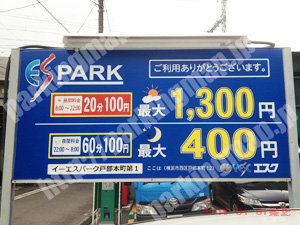 ES PARK
ご利用ありがとうございます。
昼間料金
8:00～22:00
20分100円
最大
1,300円
夜間料金
22:00～8:00
60分100円
最大
400円
イーエスパーク戸部本町第1
ここは
エスク